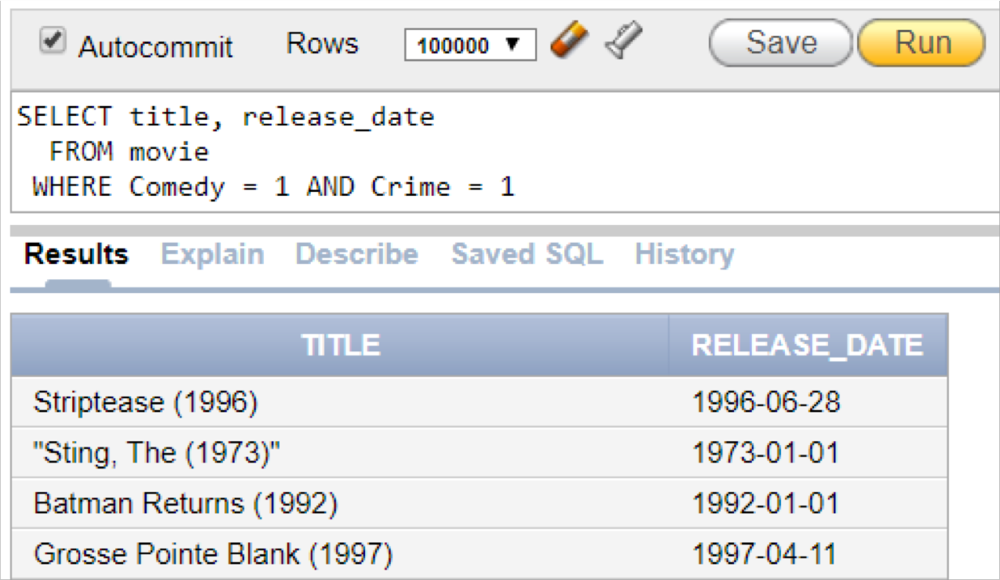 Autocommit Rows 100000 ▼ Save Run
SELECT title, release_date
FROM movie
WHERE Comedy = 1 AND Crime = 1
Results Explain Describe Saved SQL History
TITLE RELEASE_DATE
Striptease (1996) 1996-06-28
"Sting, The (1973)" 1973-01-01
Batman Returns (1992) 1992-01-01
Grosse Pointe Blank (1997) 1997-04-11